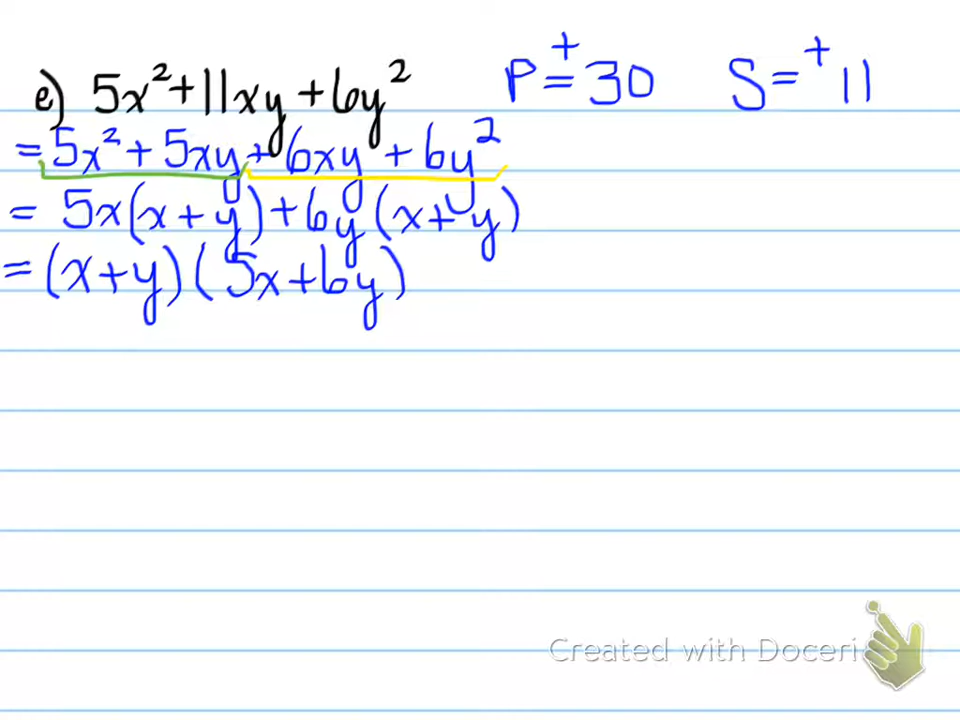 e) 5x²+11xy+6y² P=⁺30 S=⁺11
=5x²+5xy+6xy+6y²
= 5x(x+y)+6y(x+y)
=(x+y)(5x+6y)
Created with Doceri